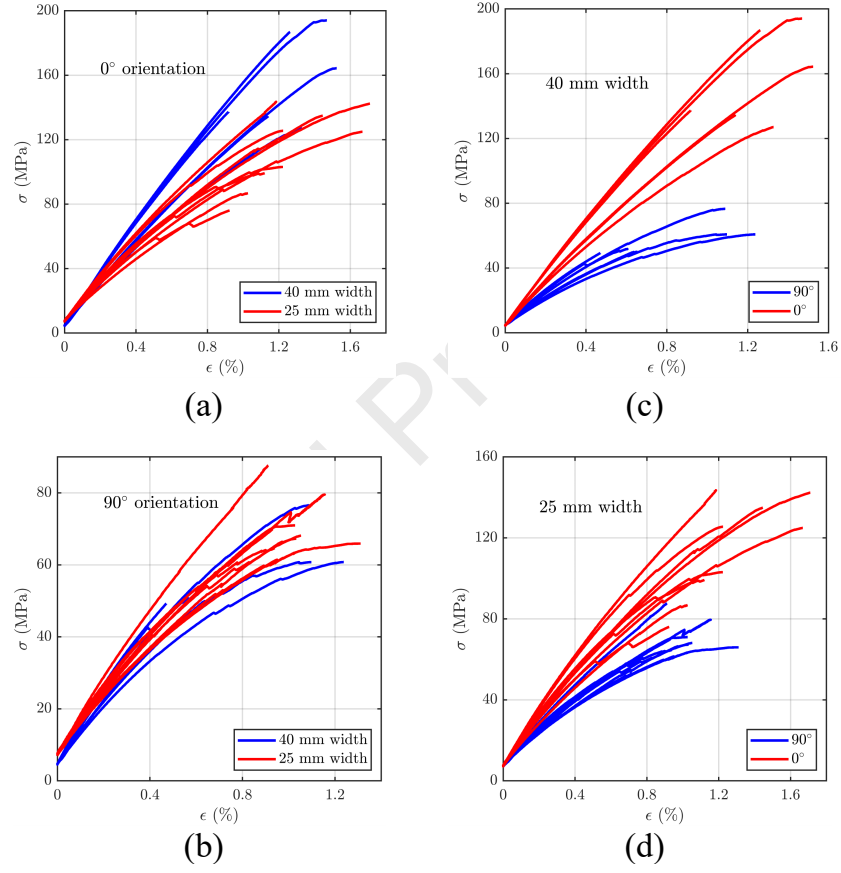 200
160
120
80
40
0
σ (MPa)
0° orientation
40 mm width
25 mm width
0 0.4 0.8 1.2 1.6
ϵ (%)
(a)
200
160
120
80
40
0
σ (MPa)
40 mm width
90°
0°
0 0.4 0.8 1.2 1.6
ϵ (%)
(c)
Pr
80
60
40
20
0
σ (MPa)
90° orientation
40 mm width
25 mm width
0 0.4 0.8 1.2
ϵ (%)
(b)
160
120
80
40
0
σ (MPa)
25 mm width
90°
0°
0 0.4 0.8 1.2 1.6
ϵ (%)
(d)